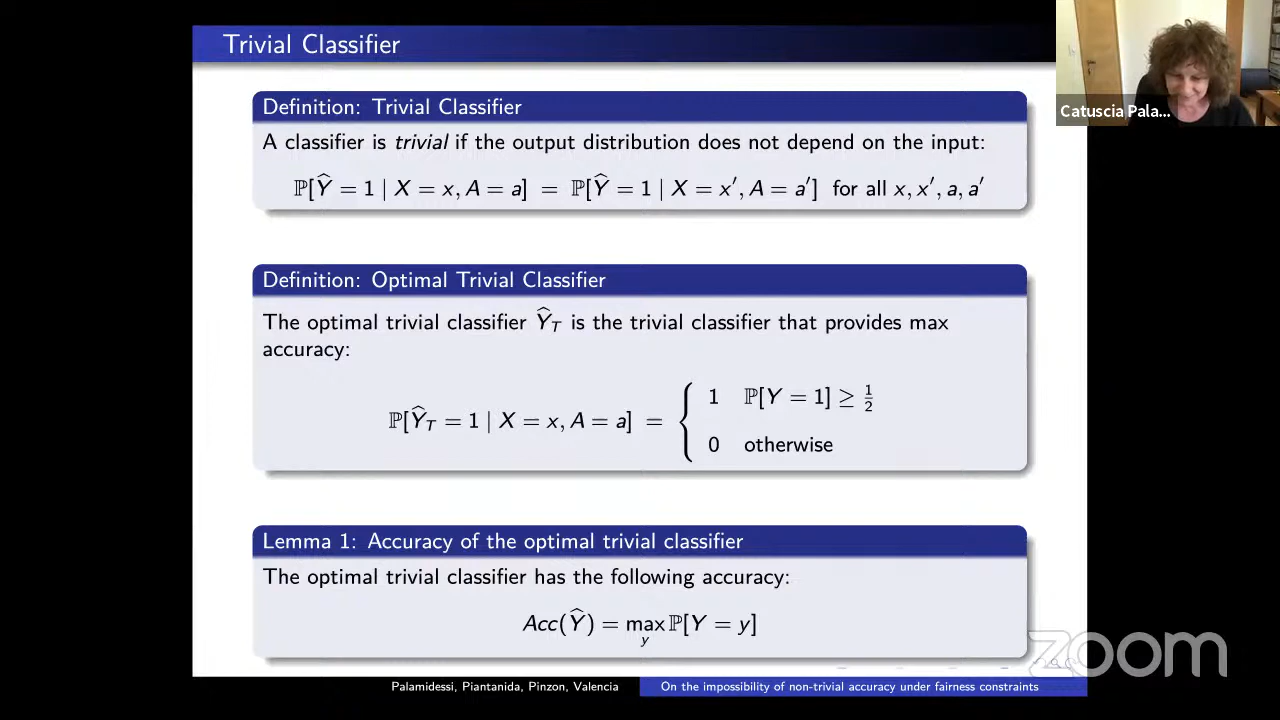 Trivial Classifier
Catuscia Pala...
Definition: Trivial Classifier
A classifier is trivial if the output distribution does not depend on the input:
ℙ[Ŷ = 1 | X = x, A = a] = ℙ[Ŷ = 1 | X = x′, A = a′] for all x, x′, a, a′
Definition: Optimal Trivial Classifier
The optimal trivial classifier Ŷ_T is the trivial classifier that provides max
accuracy:
ℙ[Ŷ_T = 1 | X = x, A = a] = { 1 ℙ[Y = 1] ≥ 1/2
0 otherwise
Lemma 1: Accuracy of the optimal trivial classifier
The optimal trivial classifier has the following accuracy:
Acc(Ŷ) = max_y ℙ[Y = y]
zoom
Palamidessi, Piantanida, Pinzon, Valencia On the impossibility of non-trivial accuracy under fairness constraints